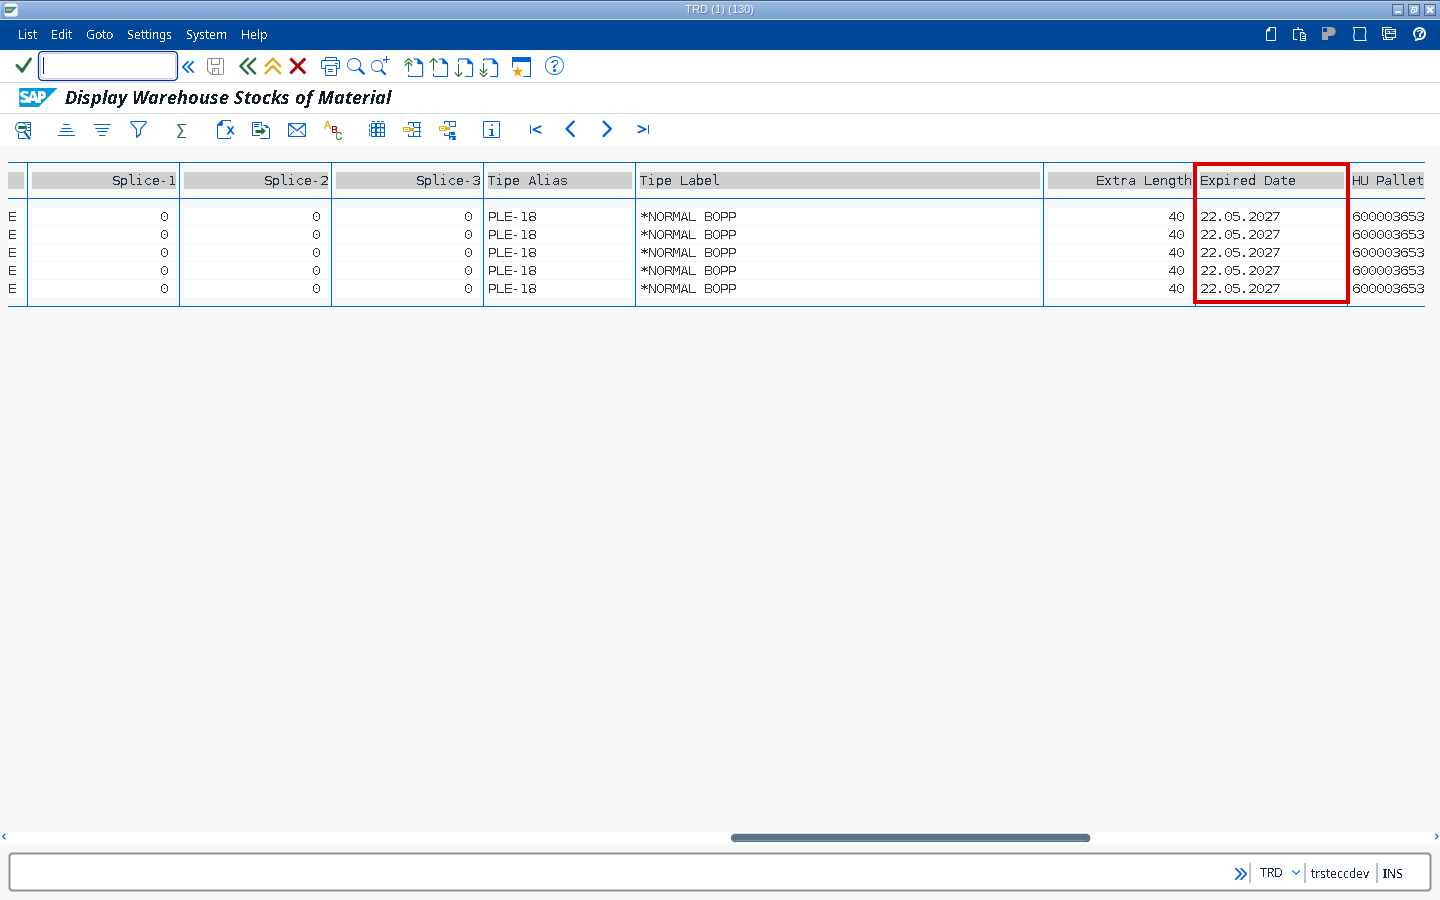 TRD (1) (130)
List Edit Goto Settings System Help
SAP Display Warehouse Stocks of Material
Splice-1 Splice-2 Splice-3 Tipe Alias Tipe Label Extra Length Expired Date HU Pallet
E 0 0 0 PLE-18 *NORMAL BOPP 40 22.05.2027 600003653
E 0 0 0 PLE-18 *NORMAL BOPP 40 22.05.2027 600003653
E 0 0 0 PLE-18 *NORMAL BOPP 40 22.05.2027 600003653
E 0 0 0 PLE-18 *NORMAL BOPP 40 22.05.2027 600003653
E 0 0 0 PLE-18 *NORMAL BOPP 40 22.05.2027 600003653
TRD trsteccdev INS